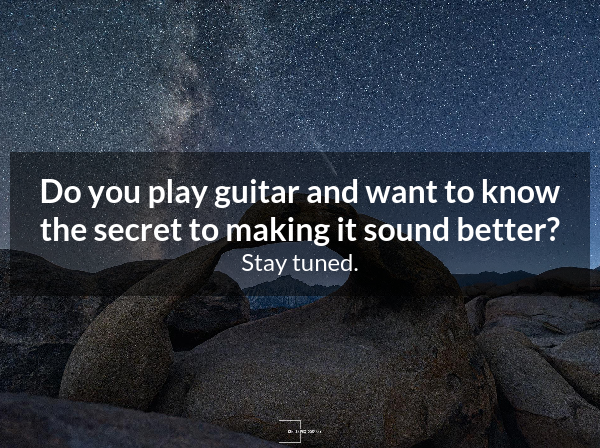 Do you play guitar and want to know
the secret to making it sound better?
Stay tuned.